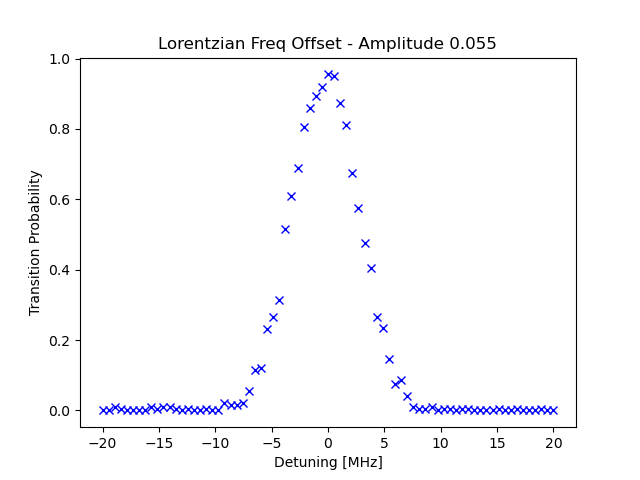 Lorentzian Freq Offset - Amplitude 0.055
Transition Probability
1.0
0.8
0.6
0.4
0.2
0.0
−20 −15 −10 −5 0 5 10 15 20
Detuning [MHz]